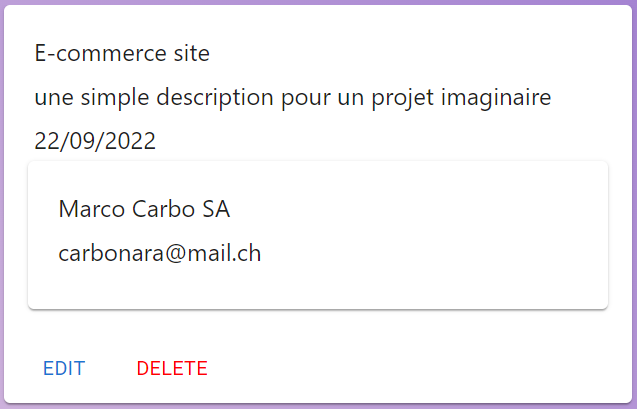 E-commerce site
une simple description pour un projet imaginaire
22/09/2022
Marco Carbo SA
carbonara@mail.ch
EDIT DELETE